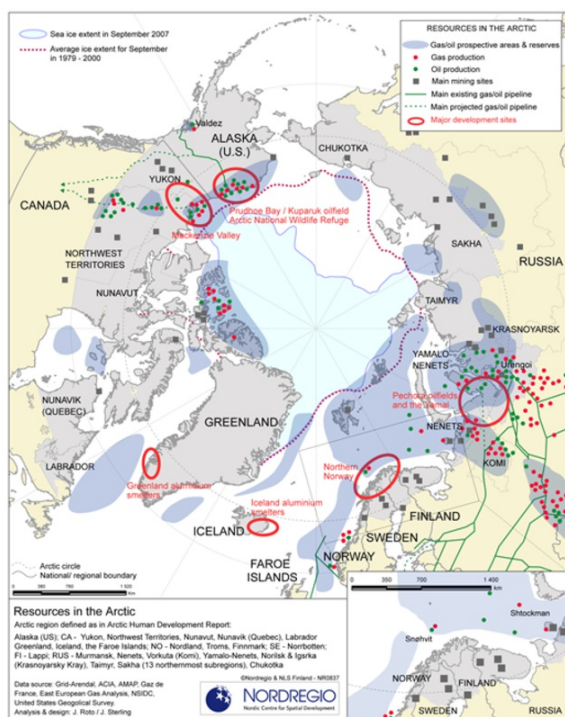 Sea ice extent in September 2007
Average ice extent for September
in 1979 - 2000
RESOURCES IN THE ARCTIC
Gas/oil prospective areas & reserves
Gas production
Oil production
Main mining sites
Main existing gas/oil pipeline
Main projected gas/oil pipeline
Major development sites
Valdez
ALASKA
(U.S.)
CHUKOTKA
YUKON
CANADA
Prudhoe Bay / Kuparuk oilfield
Arctic National Wildlife Refuge
Mackenzie Valley
SAKHA
NORTHWEST
TERRITORIES
RUSSIA
NUNAVUT
TAIMYR
KRASNOYARSK
YAMALO-
NENETS
Urengoi
NUNAVIK
(QUEBEC)
GREENLAND
Pechora oilfields
and the Yamal
NENETS
KOMI
LABRADOR
Greenland aluminium
smelters
Northern
Norway
Iceland aluminium
smelters
ICELAND
FINLAND
SWEDEN
NORWAY
FAROE
ISLANDS
Arctic circle
National/ regional boundary
0 350 700 1 400
Km
Resources in the Arctic
Arctic region defined as in Arctic Human Development Report:
Alaska (US); CA - Yukon, Northwest Territories, Nunavut, Nunavik (Quebec), Labrador
Greenland, Iceland, the Faroe Islands; NO - Nordland, Troms, Finnmark; SE - Norrbotten;
FI - Lappi; RUS - Murmansk, Nenets, Vorkuta (Komi), Yamalo-Nenets, Norilsk & Igsrka
(Krasnoyarsky Kray), Taimyr, Sakha (13 northernmost subregions), Chukotka
©Nordregio & NLS Finland - NR0837
Data source: Grid-Arendal, ACIA, AMAP, Gaz de
France, East European Gas Analysis, NSIDC,
United States Geolocical Survey.
Analysis & design: J. Roto / J. Sterling
NORDREGIO
Nordic Centre for Spatial Development
Shtockman
Snøhvit
NORWAY
FINLAND
SWEDEN
RUSSIA